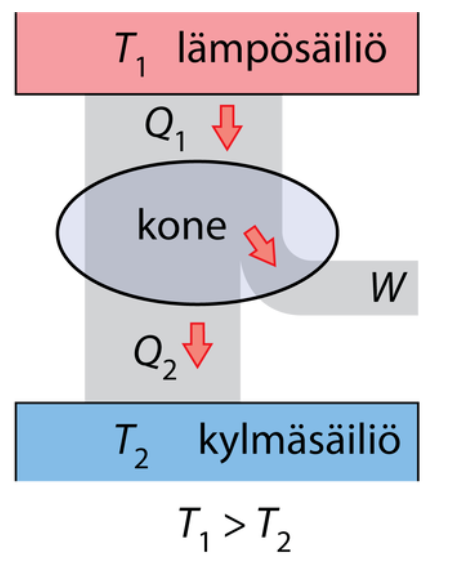 T₁ lämpösäiliö
Q₁
kone
W
Q₂
T₂ kylmäsäiliö
T₁ > T₂